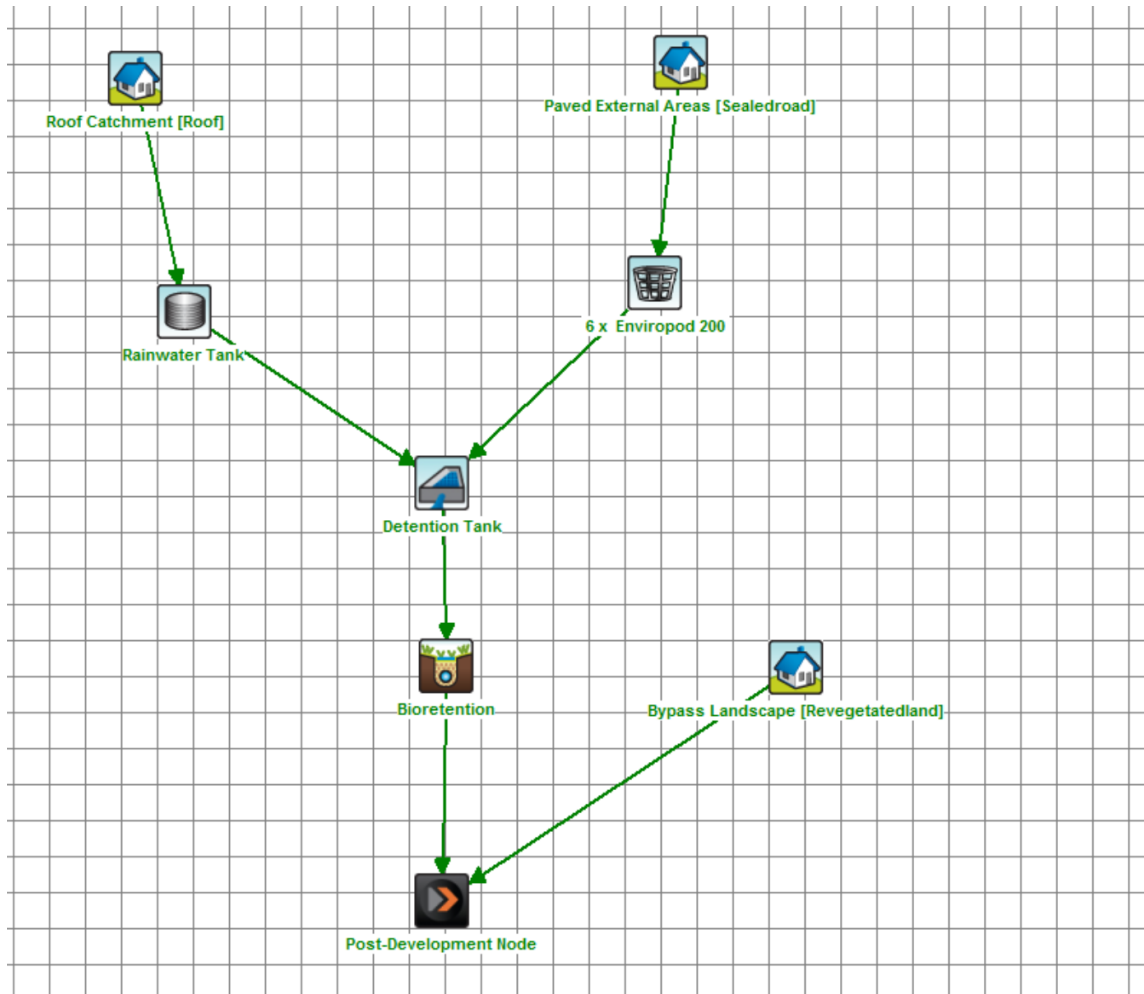 Roof Catchment [Roof]
Paved External Areas [Sealedroad]
Rainwater Tank
6 x Enviropod 200
Detention Tank
Bioretention
Bypass Landscape [Revegetatedland]
Post-Development Node